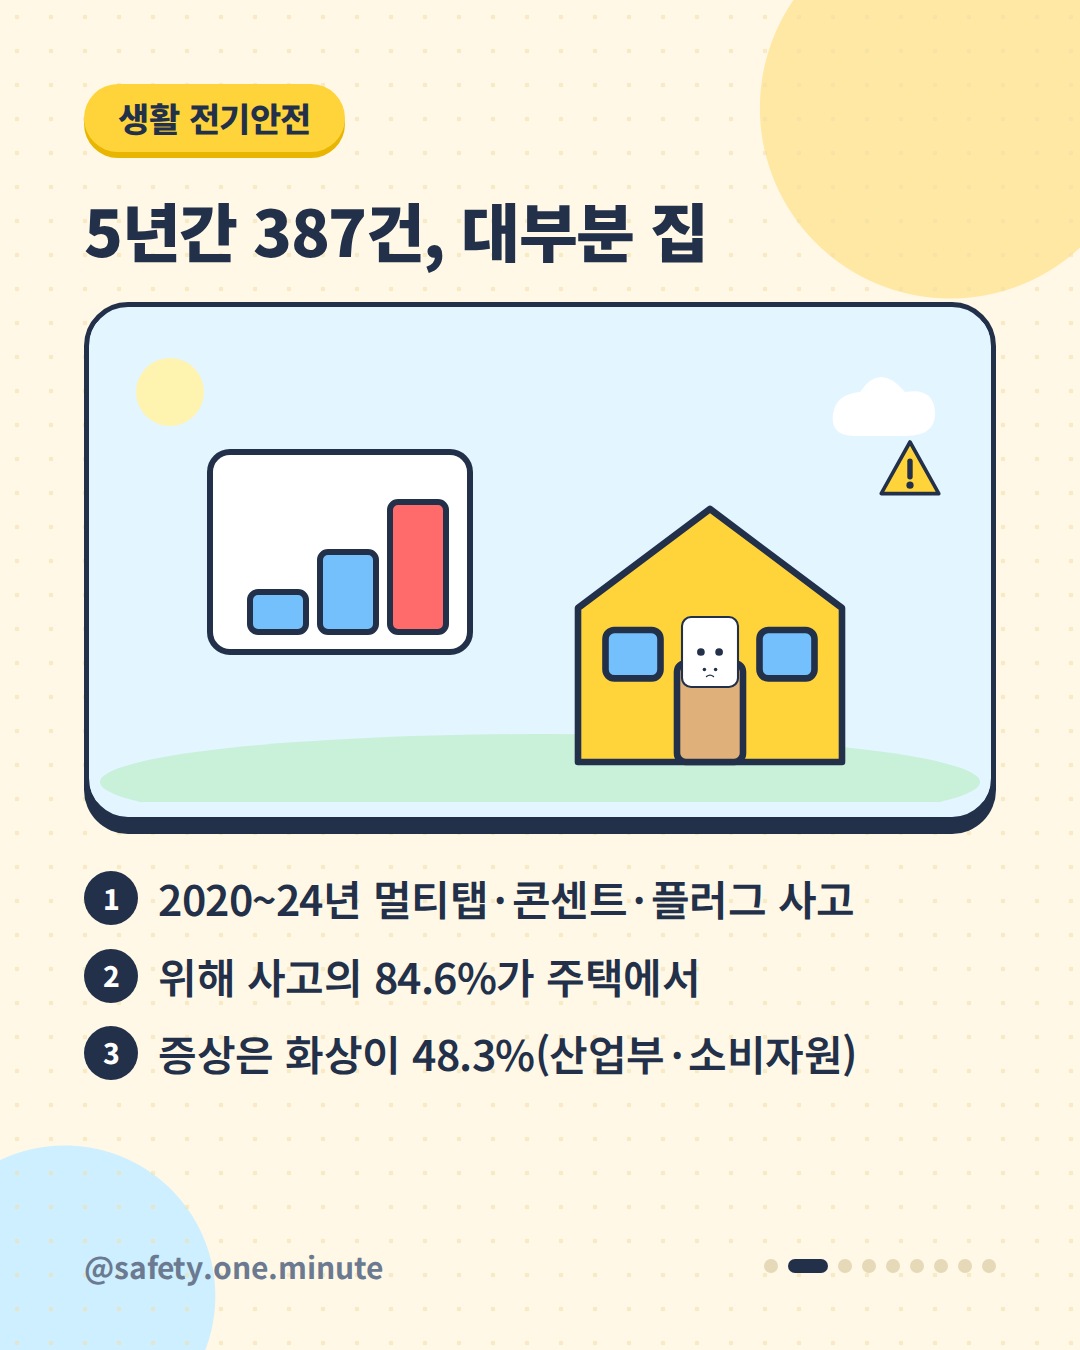 생활 전기안전
5년간 387건, 대부분 집
1 2020~24년 멀티탭·콘센트·플러그 사고
2 위해 사고의 84.6%가 주택에서
3 증상은 화상이 48.3%(산업부·소비자원)
@safety.one.minute